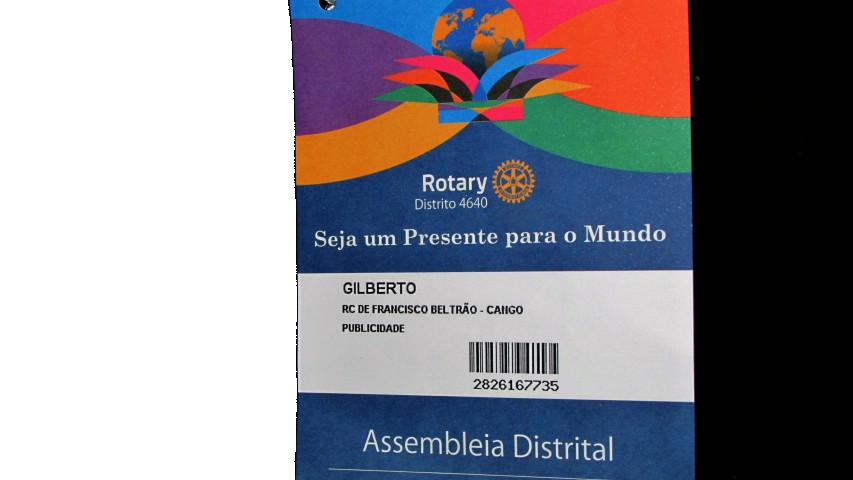 Rotary
Distrito 4640
Seja um Presente para o Mundo
GILBERTO
RC DE FRANCISCO BELTRÃO - CANGO
PUBLICIDADE
2826167735
Assembleia Distrital